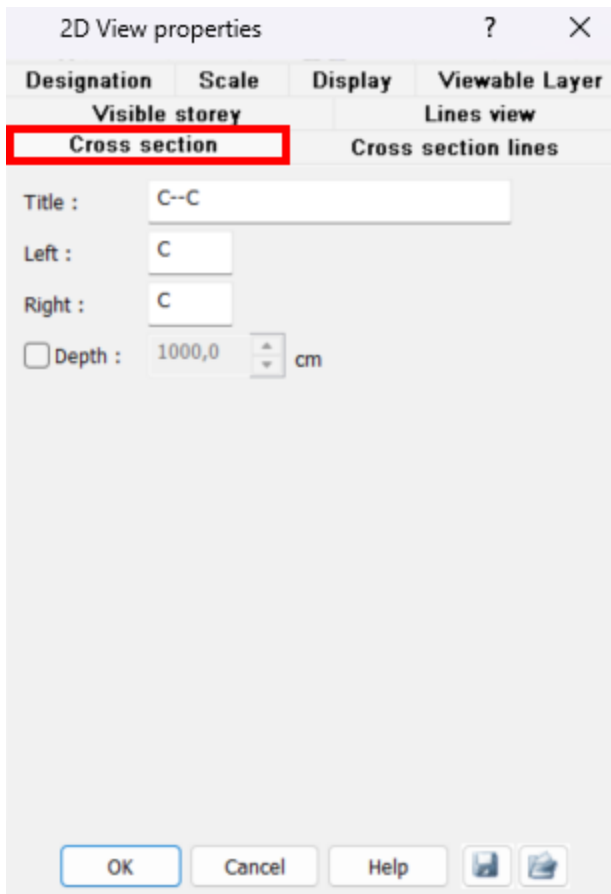 2D View properties ?
Designation Scale Display Viewable Layer
Visible storey Lines view
Cross section Cross section lines
Title : C--C
Left : C
Right : C
Depth : 1000,0 cm
OK Cancel Help